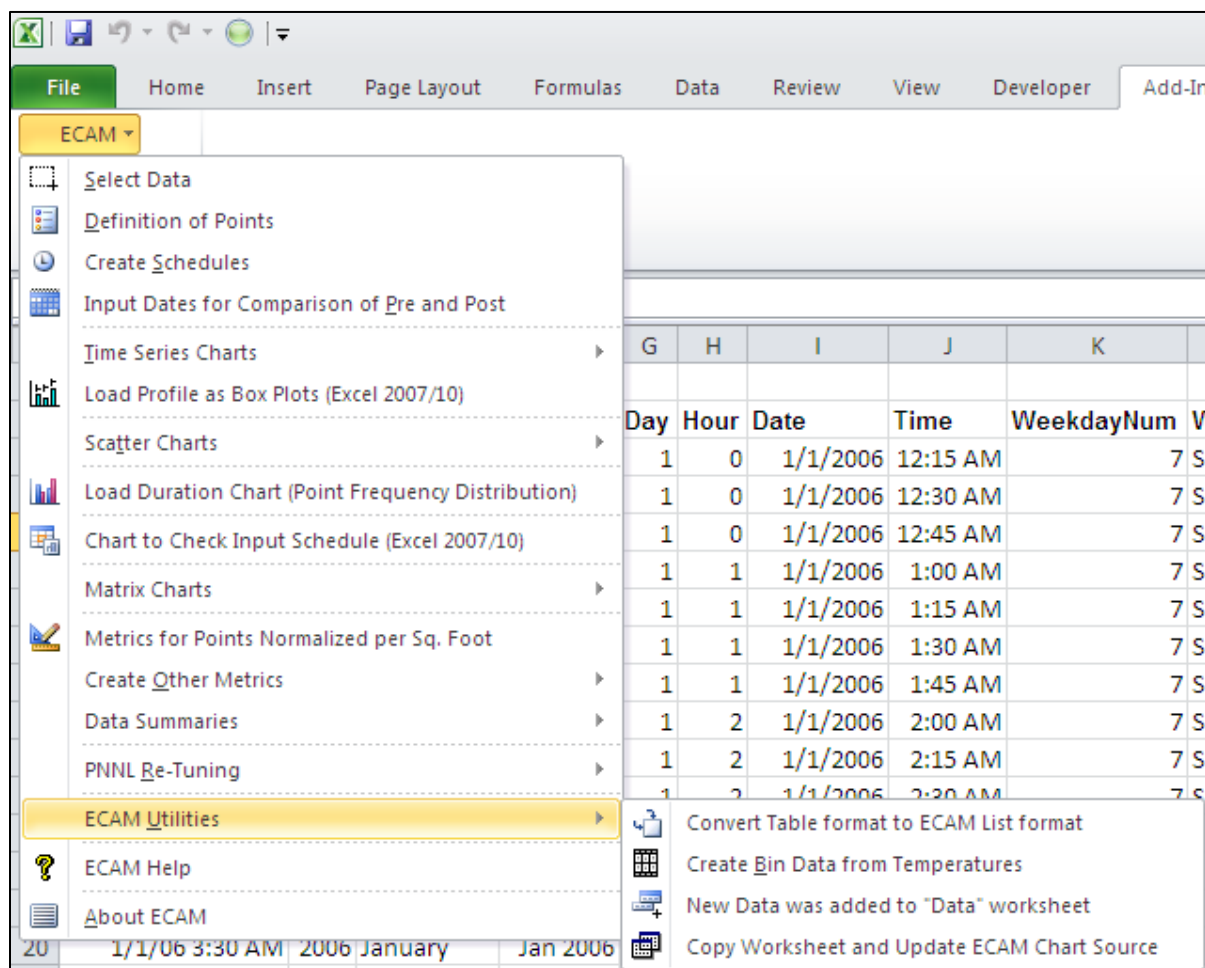 File Home Insert Page Layout Formulas Data Review View Developer
ECAM
Select Data
Definition of Points
Create Schedules
Input Dates for Comparison of Pre and Post
Time Series Charts
Load Profile as Box Plots (Excel 2007/10)
Scatter Charts
Load Duration Chart (Point Frequency Distribution)
Chart to Check Input Schedule (Excel 2007/10)
Matrix Charts
Metrics for Points Normalized per Sq. Foot
Create Other Metrics
Data Summaries
PNNL Re-Tuning
ECAM Utilities
ECAM Help
About ECAM
G H I J K
Day Hour Date Time WeekdayNum
1 0 1/1/2006 12:15 AM 7 S
1 0 1/1/2006 12:30 AM 7 S
1 0 1/1/2006 12:45 AM 7 S
1 1 1/1/2006 1:00 AM 7 S
1 1 1/1/2006 1:15 AM 7 S
1 1 1/1/2006 1:30 AM 7 S
1 1 1/1/2006 1:45 AM 7 S
1 2 1/1/2006 2:00 AM 7 S
1 2 1/1/2006 2:15 AM 7 S
1 2 1/1/2006 2:30 AM 7 S
Convert Table format to ECAM List format
Create Bin Data from Temperatures
New Data was added to "Data" worksheet
Copy Worksheet and Update ECAM Chart Source
20 1/1/06 3:30 AM 2006 January Jan 2006